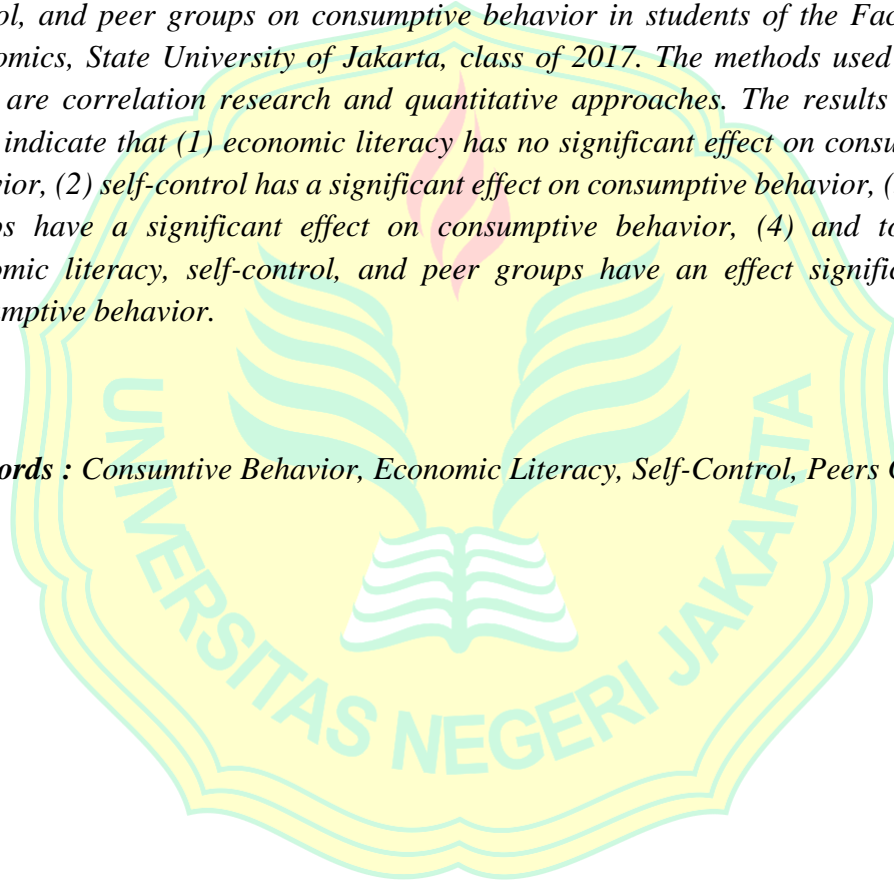 ol, and peer groups on consumptive behavior in students of the Fac
omics, State University of Jakarta, class of 2017. The methods used
are correlation research and quantitative approaches. The results
indicate that (1) economic literacy has no significant effect on consu
vior, (2) self-control has a significant effect on consumptive behavior, (
ps have a significant effect on consumptive behavior, (4) and to
omic literacy, self-control, and peer groups have an effect signific
mptive behavior.
ords : Consumtive Behavior, Economic Literacy, Self-Control, Peers
UNIVERSITAS NEGERI JAKARTA